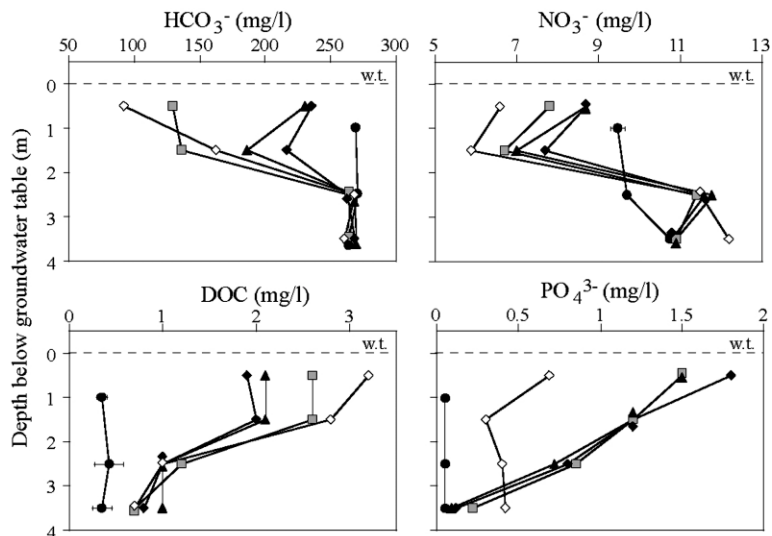 HCO₃⁻ (mg/l)
50 100 150 200 250 300
NO₃⁻ (mg/l)
5 7 9 11 13
w.t.
w.t.
0
1
2
3
4
DOC (mg/l)
0 1 2 3
PO₄³⁻ (mg/l)
0 0.5 1 1.5 2
w.t.
w.t.
0
1
2
3
4
Depth below groundwater table (m)